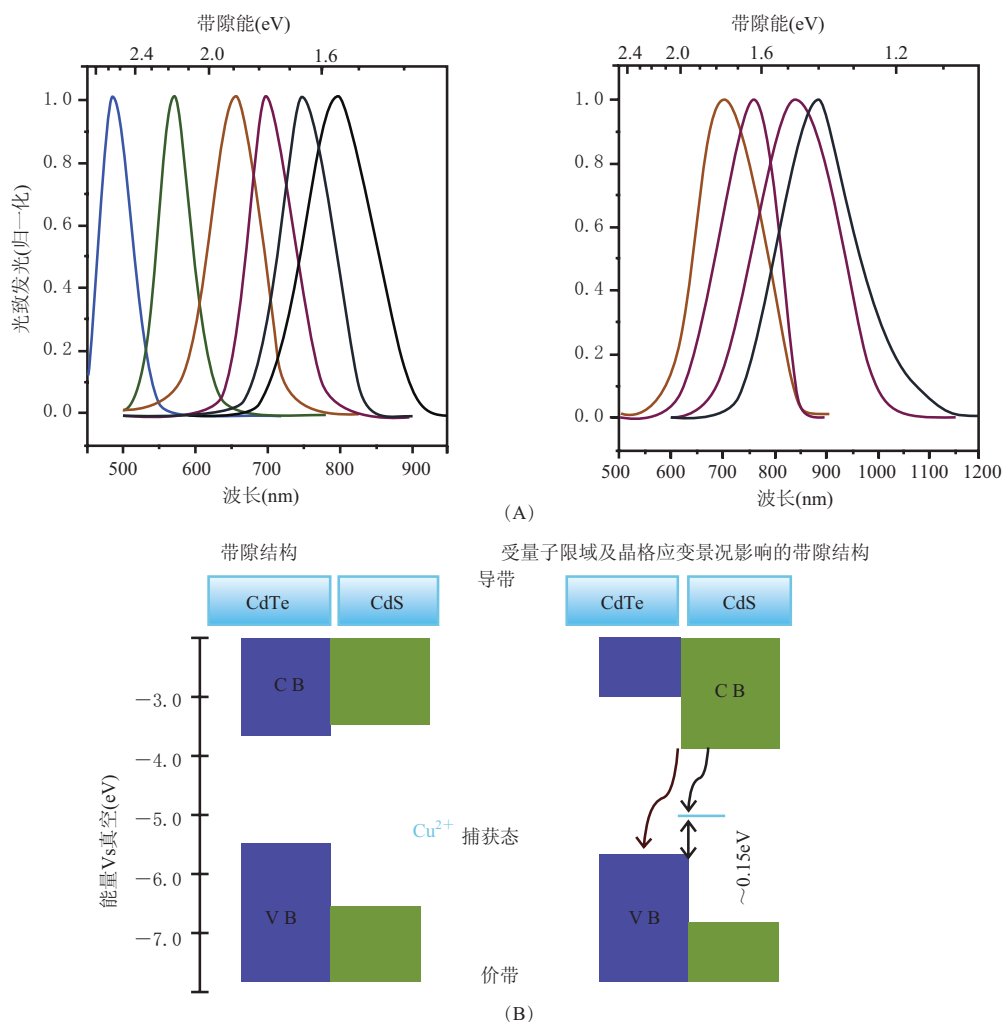 带隙能(eV)
2.4 2.0 1.6
1.0
0.8
0.6
0.4
0.2
0.0
光致发光(归一化)
500 600 700 800 900
波长(nm)
带隙能(eV)
2.4 2.0 1.6 1.2
1.0
0.8
0.6
0.4
0.2
0.0
500 600 700 800 900 1000 1100 1200
波长(nm)
(A)
带隙结构
受量子限域及晶格应变景况影响的带隙结构
导带
CdTe CdS
CdTe CdS
C B
C B
能量Vs真空(eV)
—3.0
—4.0
—5.0
—6.0
—7.0
Cu²⁺ 捕获态
～0.15eV
V B
V B
价带
(B)